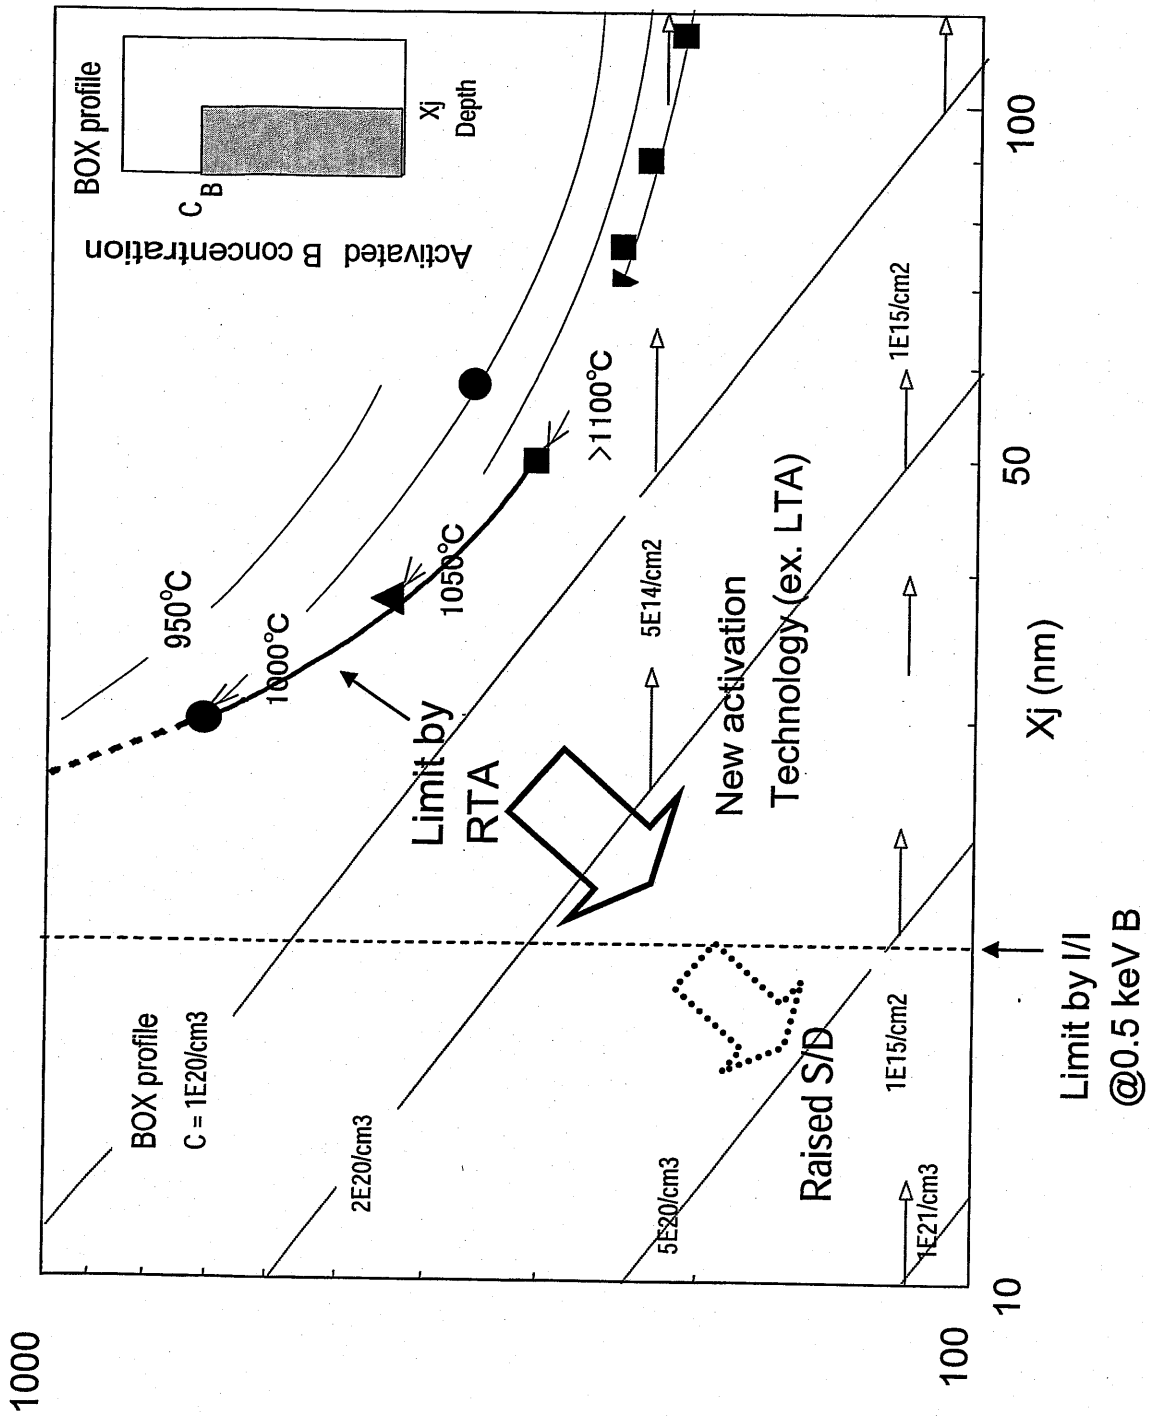 1000
100
BOX profile
C = 1E20/cm3
2E20/cm3
5E20/cm3
1E21/cm3
Raised S/D
1E15/cm2
Limit by
RTA
New activation
Technology (ex. LTA)
5E14/cm2
1E15/cm2
950°C
1000°C
1050°C
>1100°C
BOX profile
CB
Activated B concentration
Xj
Depth
10
50
100
Xj (nm)
Limit by I/I
@0.5 keV B